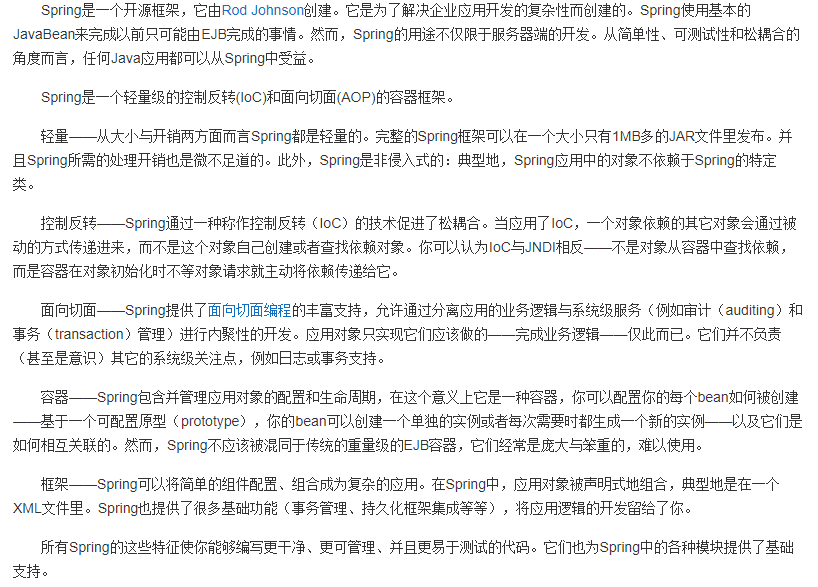 Spring是一个开源框架，它由Rod Johnson创建。它是为了解决企业应用开发的复杂性而创建的。Spring使用基本的
JavaBean来完成以前只可能由EJB完成的事情。然而，Spring的用途不仅限于服务器端的开发。从简单性、可测试性和松耦合的
角度而言，任何Java应用都可以从Spring中受益。
Spring是一个轻量级的控制反转(IoC)和面向切面(AOP)的容器框架。
轻量——从大小与开销两方面而言Spring都是轻量的。完整的Spring框架可以在一个大小只有1MB多的JAR文件里发布。并
且Spring所需的处理开销也是微不足道的。此外，Spring是非侵入式的：典型地，Spring应用中的对象不依赖于Spring的特定
类。
控制反转——Spring通过一种称作控制反转（IoC）的技术促进了松耦合。当应用了IoC，一个对象依赖的其它对象会通过被
动的方式传递进来，而不是这个对象自己创建或者查找依赖对象。你可以认为IoC与JNDI相反——不是对象从容器中查找依赖，
而是容器在对象初始化时不等对象请求就主动将依赖传递给它。
面向切面——Spring提供了面向切面编程的丰富支持，允许通过分离应用的业务逻辑与系统级服务（例如审计（auditing）和
事务（transaction）管理）进行内聚性的开发。应用对象只实现它们应该做的——完成业务逻辑——仅此而已。它们并不负责
（甚至是意识）其它的系统级关注点，例如日志或事务支持。
容器——Spring包含并管理应用对象的配置和生命周期，在这个意义上它是一种容器，你可以配置你的每个bean如何被创建
——基于一个可配置原型（prototype），你的bean可以创建一个单独的实例或者每次需要时都生成一个新的实例——以及它们是
如何相互关联的。然而，Spring不应该被混同于传统的重量级的EJB容器，它们经常是庞大与笨重的，难以使用。
框架——Spring可以将简单的组件配置、组合成为复杂的应用。在Spring中，应用对象被声明式地组合，典型地是在一个
XML文件里。Spring也提供了很多基础功能（事务管理、持久化框架集成等等），将应用逻辑的开发留给了你。
所有Spring的这些特征使你能够编写更干净、更可管理、并且更易于测试的代码。它们也为Spring中的各种模块提供了基础
支持。